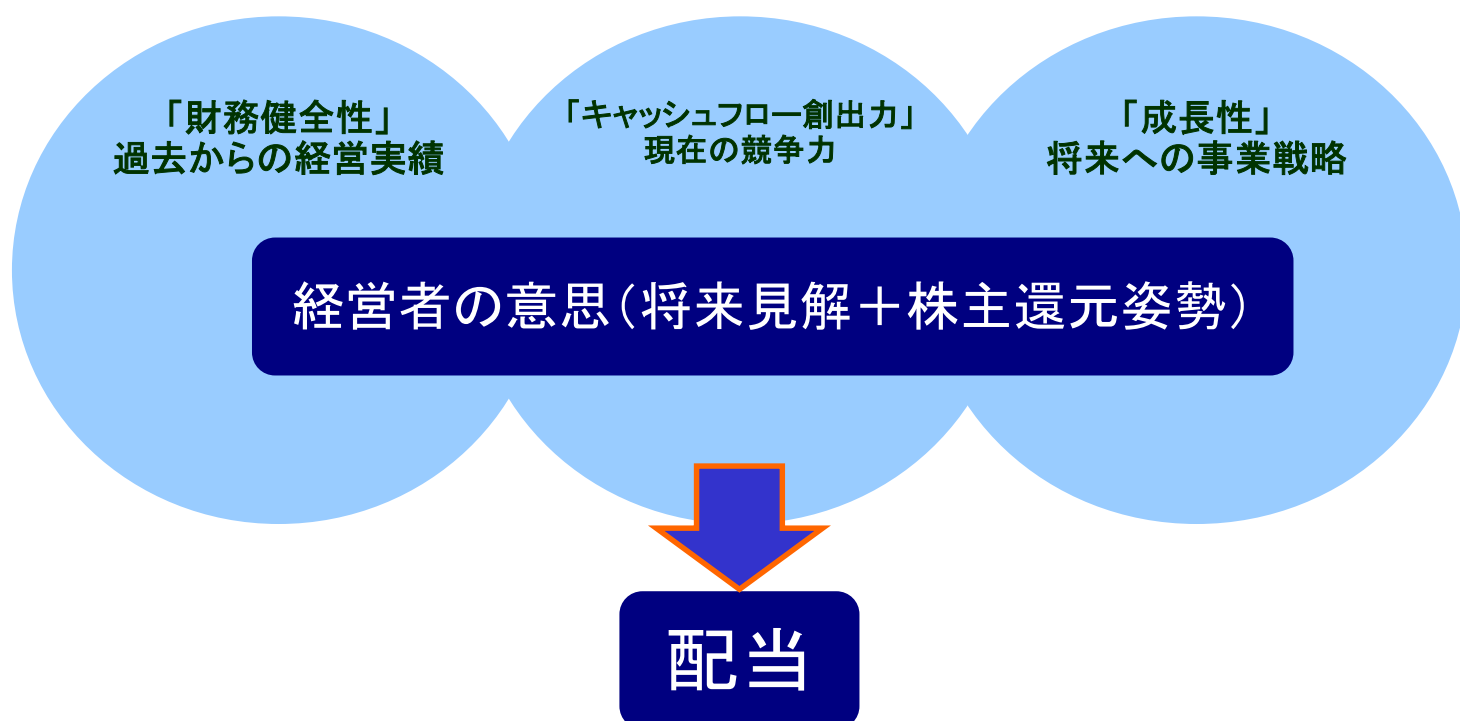 「財務健全性」
過去からの経営実績
「キャッシュフロー創出力」
現在の競争力
「成長性」
将来への事業戦略
経営者の意思(将来見解＋株主還元姿勢)
配当